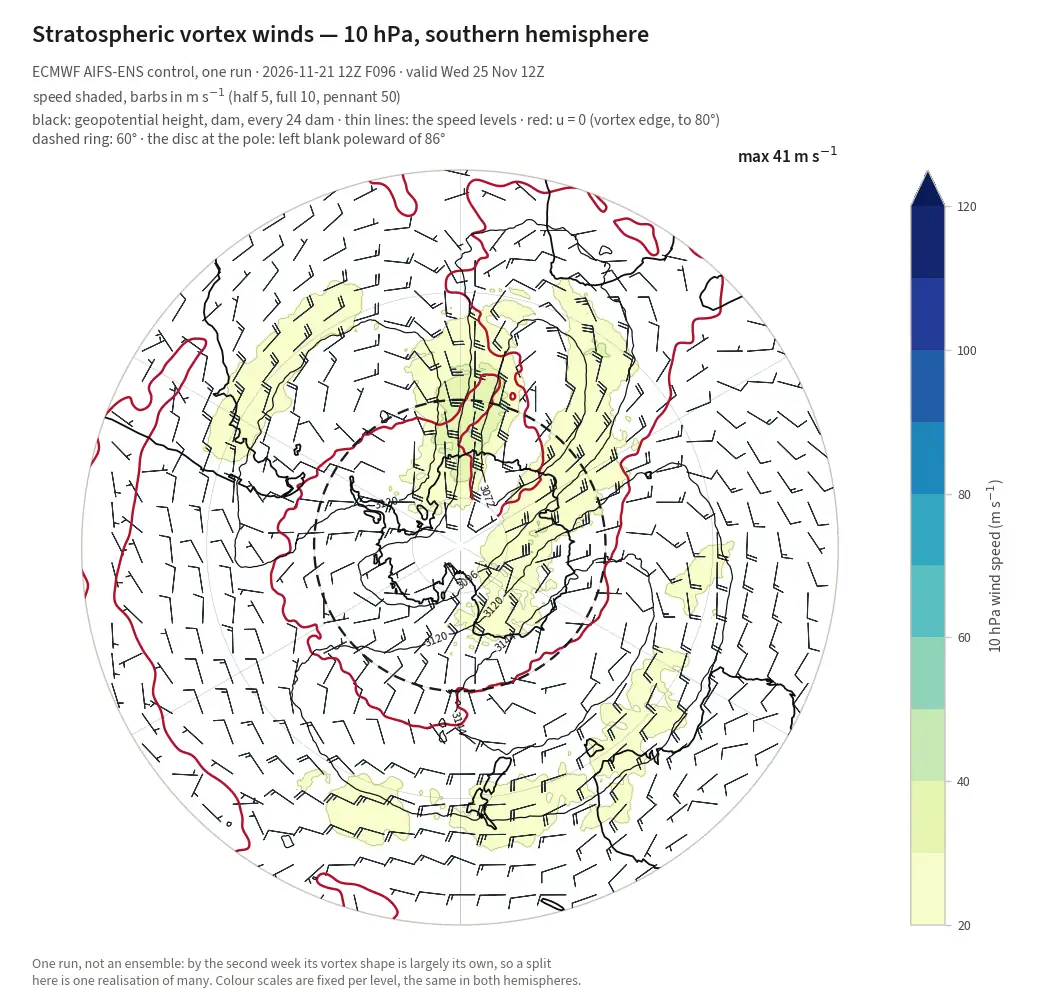 Stratospheric vortex winds — 10 hPa, southern hemisphere
ECMWF AIFS-ENS control, one run · 2026-11-21 12Z F096 · valid Wed 25 Nov 12Z
speed shaded, barbs in m s⁻¹ (half 5, full 10, pennant 50)
black: geopotential height, dam, every 24 dam · thin lines: the speed levels · red: u = 0 (vortex edge, to 80°)
dashed ring: 60° · the disc at the pole: left blank poleward of 86°
max 41 m s⁻¹
120
100
80
60
40
20
10 hPa wind speed (m s⁻¹)
3072
3120
3096
3120
3120
One run, not an ensemble: by the second week its vortex shape is largely its own, so a split
here is one realisation of many. Colour scales are fixed per level, the same in both hemispheres.